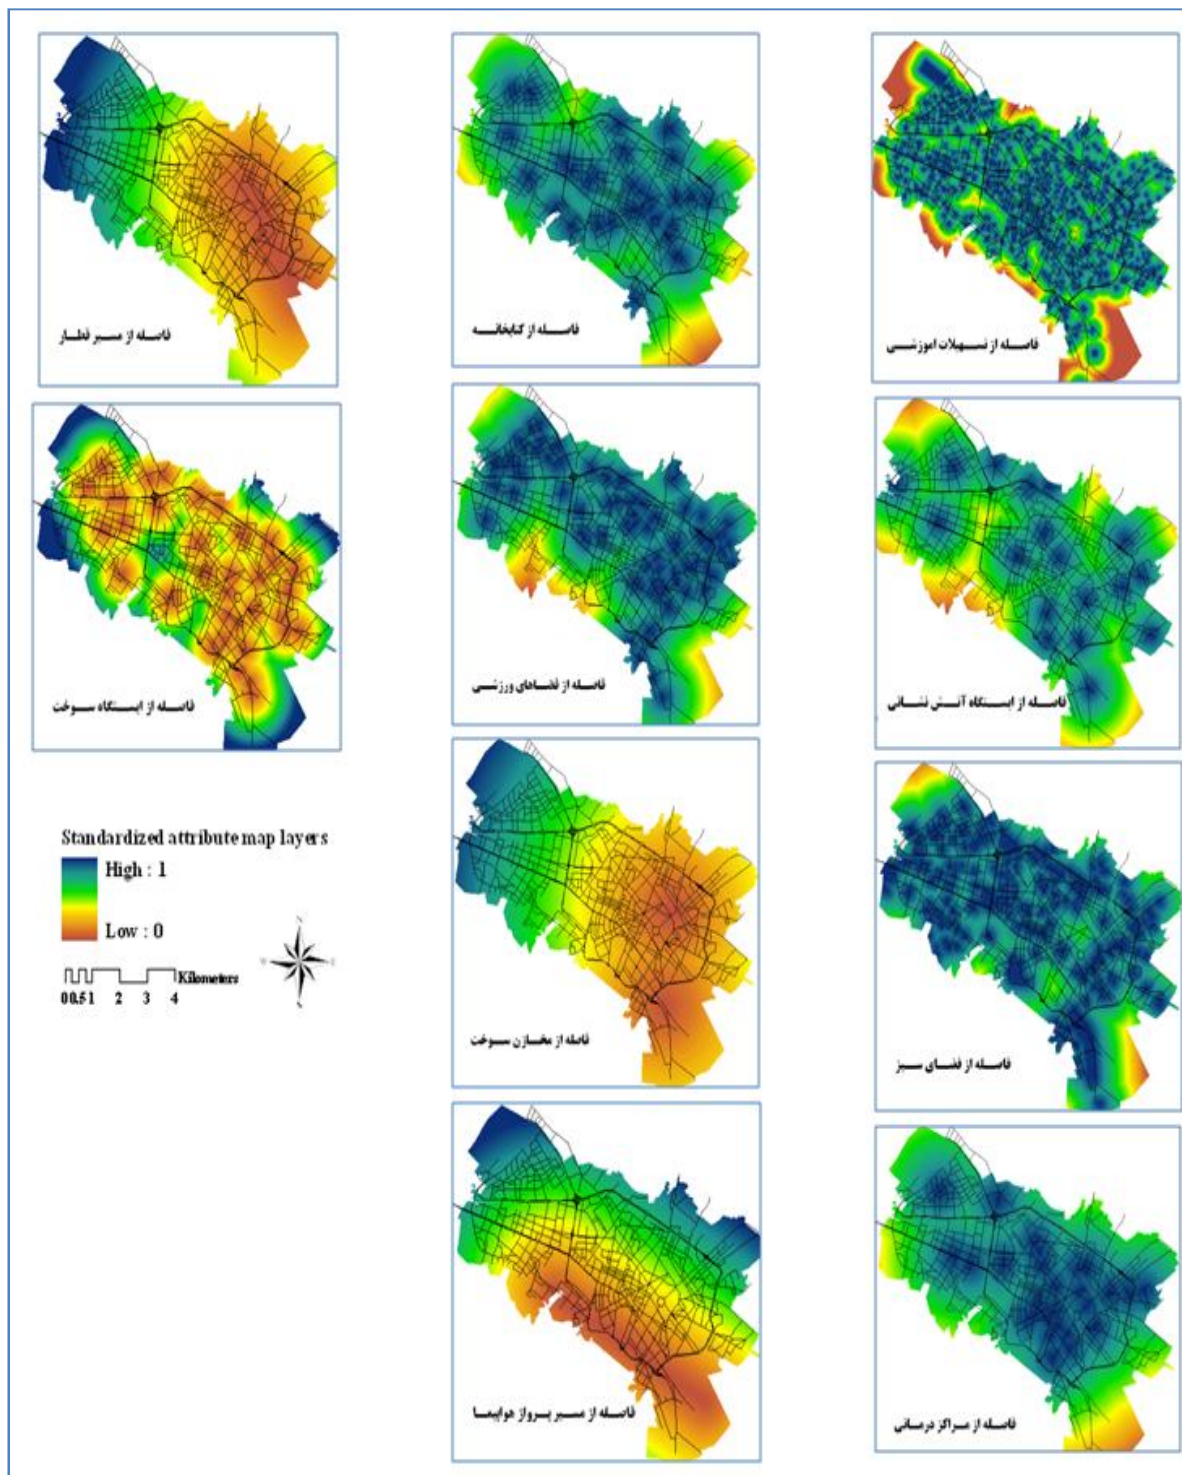 فاصله از مسیر قطار
فاصله از کتابخانه
فاصله از تسهیلات اموزشی
فاصله از ایستگاه سوخت
فاصله از فضاهای ورزشی
فاصله از ایستگاه آتش نشانی
Standardized attribute map layers
High : 1
Low : 0
Kilometers
0 0.5 1 2 3 4
فاصله از مخازن سوخت
فاصله از فضای سبز
فاصله از مسیر پرواز هواپیما
فاصله از مراکز درمانی